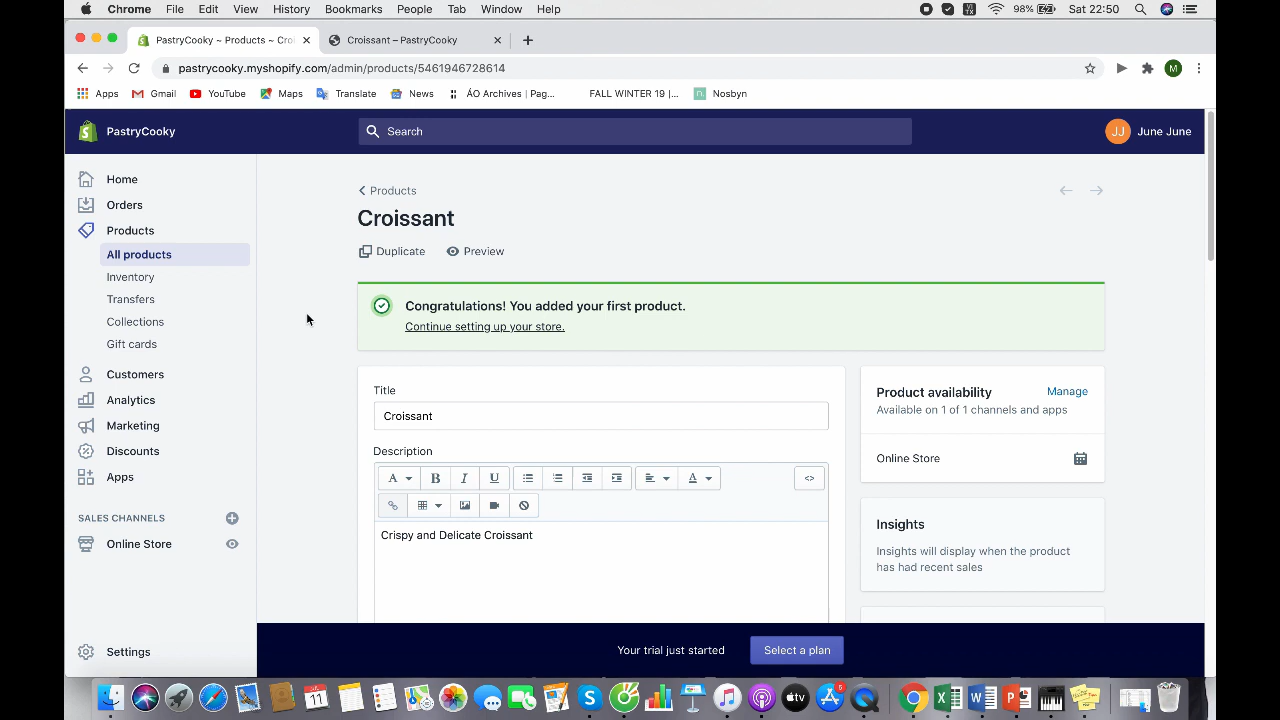 Chrome File Edit View History Bookmarks People Tab Window Help 98% Sat 22:50
PastryCooky ~ Products ~ Croi
Croissant – PastryCooky
pastrycooky.myshopify.com/admin/products/5461946728614
M
Apps Gmail YouTube Maps Translate News ÁO Archives | Pag... FALL WINTER 19 |... Nosbyn
PastryCooky
Search
JJ June June
Home
Orders
Products
All products
Inventory
Transfers
Collections
Gift cards
Customers
Analytics
Marketing
Discounts
Apps
SALES CHANNELS
Online Store
Settings
Products
Croissant
Duplicate Preview
Congratulations! You added your first product.
Continue setting up your store.
Title
Croissant
Description
A B I U A <>
Crispy and Delicate Croissant
Product availability Manage
Available on 1 of 1 channels and apps
Online Store
Insights
Insights will display when the product
has had recent sales
Your trial just started Select a plan